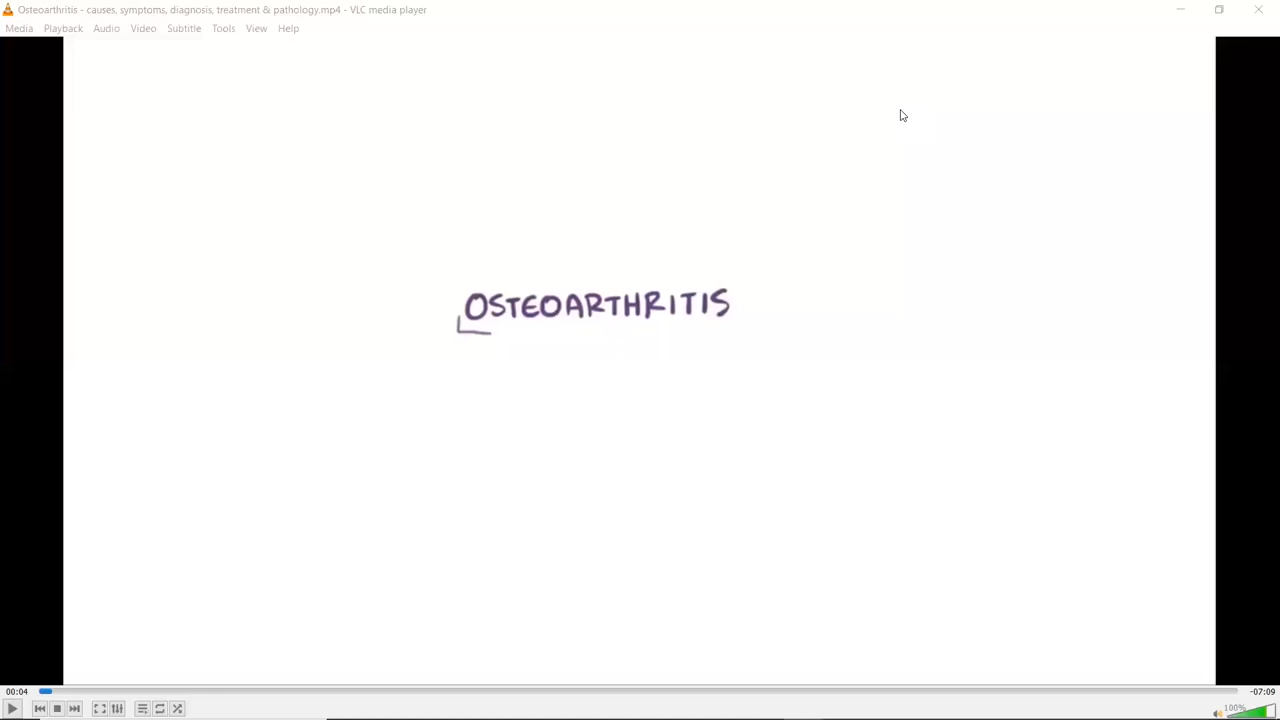 Osteoarthritis - causes, symptoms, diagnosis, treatment & pathology.mp4 - VLC media player
Media Playback Audio Video Subtitle Tools View Help
OSTEOARTHRITIS
00:04 -07:09
100%